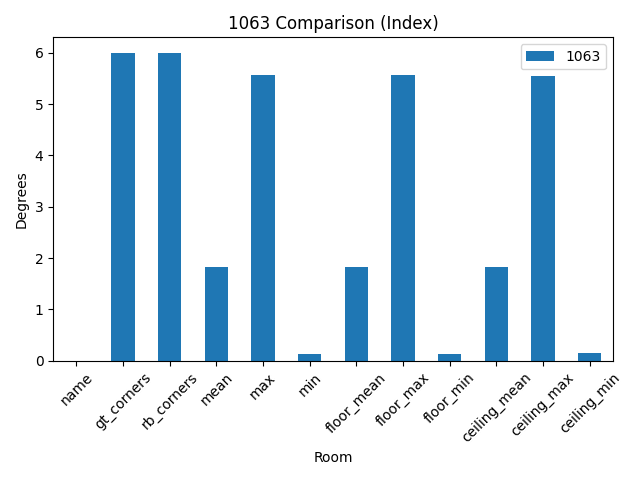 1063 Comparison (Index)
1063
Degrees
6
5
4
3
2
1
0
name
gt_corners
rb_corners
mean
max
min
floor_mean
floor_max
floor_min
ceiling_mean
ceiling_max
ceiling_min
Room